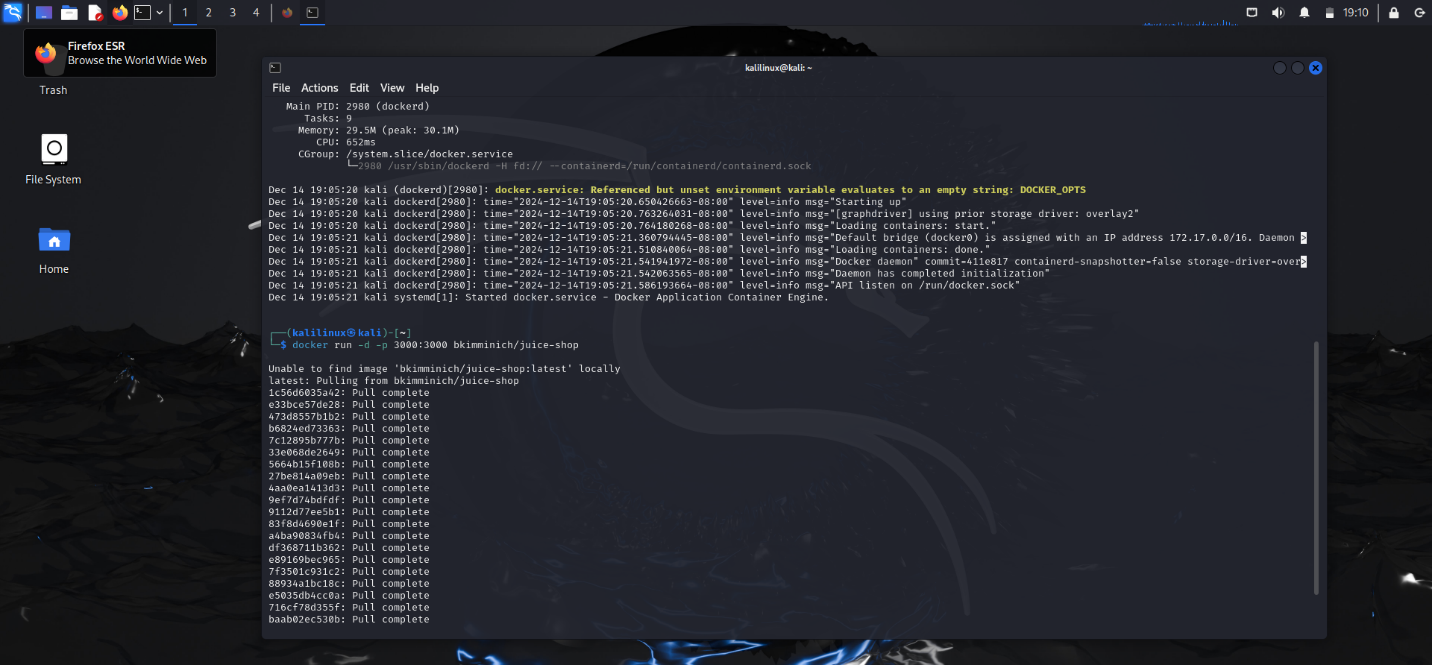 1 2 3 4
19:10
Firefox ESR
Browse the World Wide Web
Trash
File System
Home
kalilinux@kali: ~
File Actions Edit View Help
Main PID: 2980 (dockerd)
Tasks: 9
Memory: 29.5M (peak: 30.1M)
CPU: 652ms
CGroup: /system.slice/docker.service
└─2980 /usr/sbin/dockerd -H fd:// --containerd=/run/containerd/containerd.sock
Dec 14 19:05:20 kali (dockerd)[2980]: docker.service: Referenced but unset environment variable evaluates to an empty string: DOCKER_OPTS
Dec 14 19:05:20 kali dockerd[2980]: time="2024-12-14T19:05:20.650426663-08:00" level=info msg="Starting up"
Dec 14 19:05:20 kali dockerd[2980]: time="2024-12-14T19:05:20.763264031-08:00" level=info msg="[graphdriver] using prior storage driver: overlay2"
Dec 14 19:05:20 kali dockerd[2980]: time="2024-12-14T19:05:20.764180268-08:00" level=info msg="Loading containers: start."
Dec 14 19:05:21 kali dockerd[2980]: time="2024-12-14T19:05:21.360794445-08:00" level=info msg="Default bridge (docker0) is assigned with an IP address 172.17.0.0/16. Daemon >
Dec 14 19:05:21 kali dockerd[2980]: time="2024-12-14T19:05:21.510840064-08:00" level=info msg="Loading containers: done."
Dec 14 19:05:21 kali dockerd[2980]: time="2024-12-14T19:05:21.541941972-08:00" level=info msg="Docker daemon" commit=411e817 containerd-snapshotter=false storage-driver=over>
Dec 14 19:05:21 kali dockerd[2980]: time="2024-12-14T19:05:21.542063565-08:00" level=info msg="Daemon has completed initialization"
Dec 14 19:05:21 kali dockerd[2980]: time="2024-12-14T19:05:21.586193664-08:00" level=info msg="API listen on /run/docker.sock"
Dec 14 19:05:21 kali systemd[1]: Started docker.service - Docker Application Container Engine.
┌──(kalilinux㉿kali)-[~]
└─$ docker run -d -p 3000:3000 bkimminich/juice-shop
Unable to find image 'bkimminich/juice-shop:latest' locally
latest: Pulling from bkimminich/juice-shop
1c56d6035a42: Pull complete
e33bce57de28: Pull complete
473d8557b1b2: Pull complete
b6824ed73363: Pull complete
7c12895b777b: Pull complete
33e068de2649: Pull complete
5664b15f108b: Pull complete
27be814a09eb: Pull complete
4aa0ea1413d3: Pull complete
9ef7d74bdfdf: Pull complete
9112d77ee5b1: Pull complete
83f8d4690e1f: Pull complete
a4ba90834fb4: Pull complete
df368711b362: Pull complete
e89169bec965: Pull complete
7f3501c931c2: Pull complete
88934a1bc18c: Pull complete
e5035db4cc0a: Pull complete
716cf78d355f: Pull complete
baab02ec530b: Pull complete